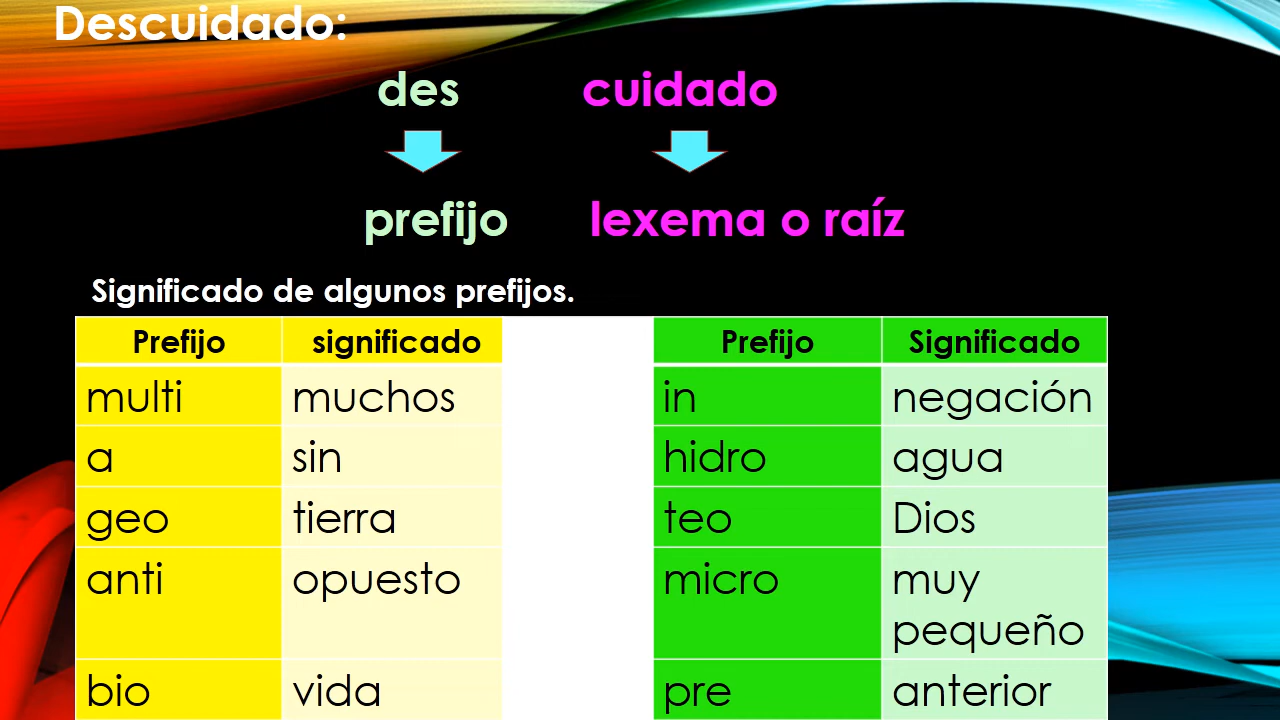 Descuidado:
des cuidado
prefijo lexema o raíz
Significado de algunos prefijos.
Prefijo significado Prefijo Significado
multi muchos in negación
a sin hidro agua
geo tierra teo Dios
anti opuesto micro muy
pequeño
bio vida pre anterior